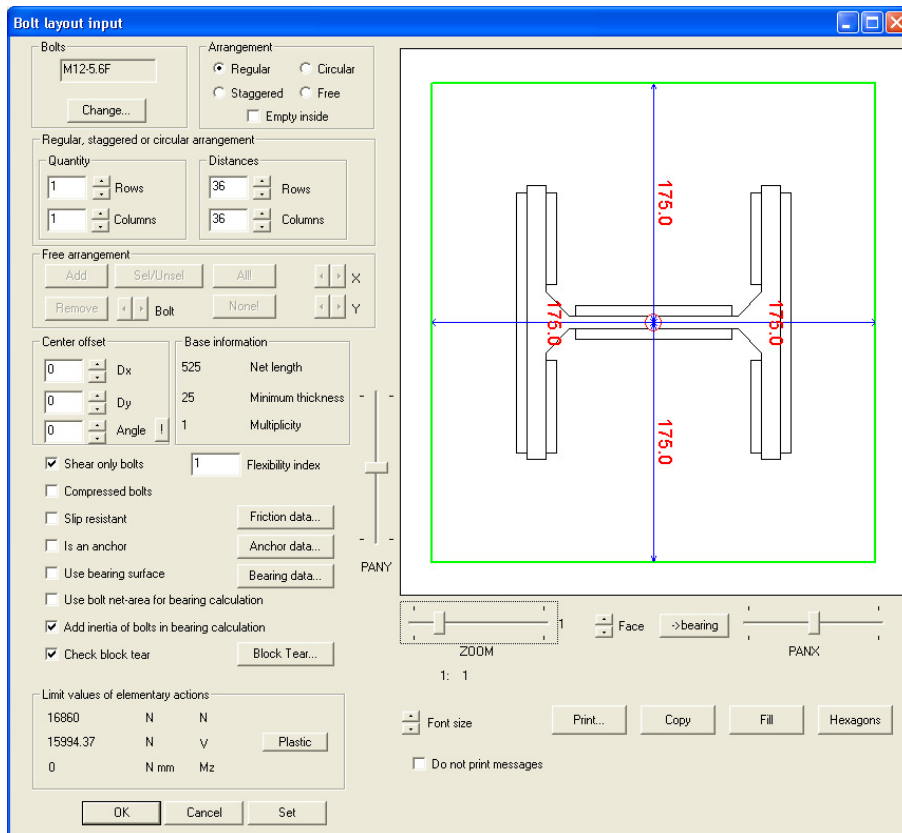 Bolt layout input
Bolts
M12-5.6F
Change...
Arrangement
Regular
Circular
Staggered
Free
Empty inside
Regular, staggered or circular arrangement
Quantity
1
Rows
1
Columns
Distances
36
Rows
36
Columns
Free arrangement
Add
Sel/Unsel
All!
X
Remove
Bolt
None!
Y
Center offset
0
Dx
0
Dy
0
Angle
!
Base information
525
Net length
25
Minimum thickness
1
Multiplicity
Shear only bolts
1
Flexibility index
Compressed bolts
Slip resistant
Friction data...
Is an anchor
Anchor data...
Use bearing surface
Bearing data...
Use bolt net-area for bearing calculation
Add inertia of bolts in bearing calculation
Check block tear
Block Tear...
PANY
Limit values of elementary actions
16860
N
N
15994.37
N
V
Plastic
0
N mm
Mz
OK
Cancel
Set
175.0
175.0
175.0
175.0
1
Face
->bearing
ZOOM
PANX
1: 1
Font size
Print...
Copy
Fill
Hexagons
Do not print messages